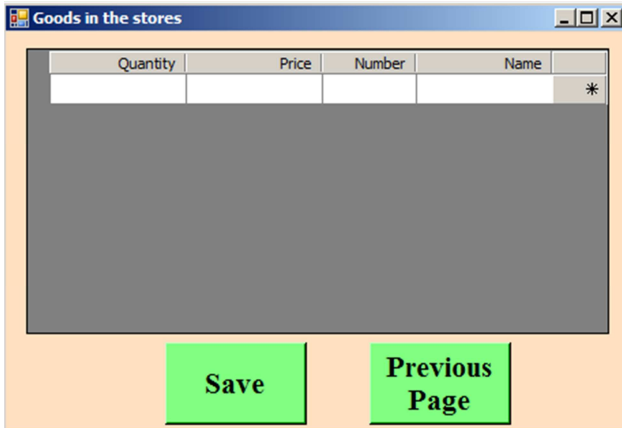 Goods in the stores
Quantity Price Number Name
Save
Previous
Page